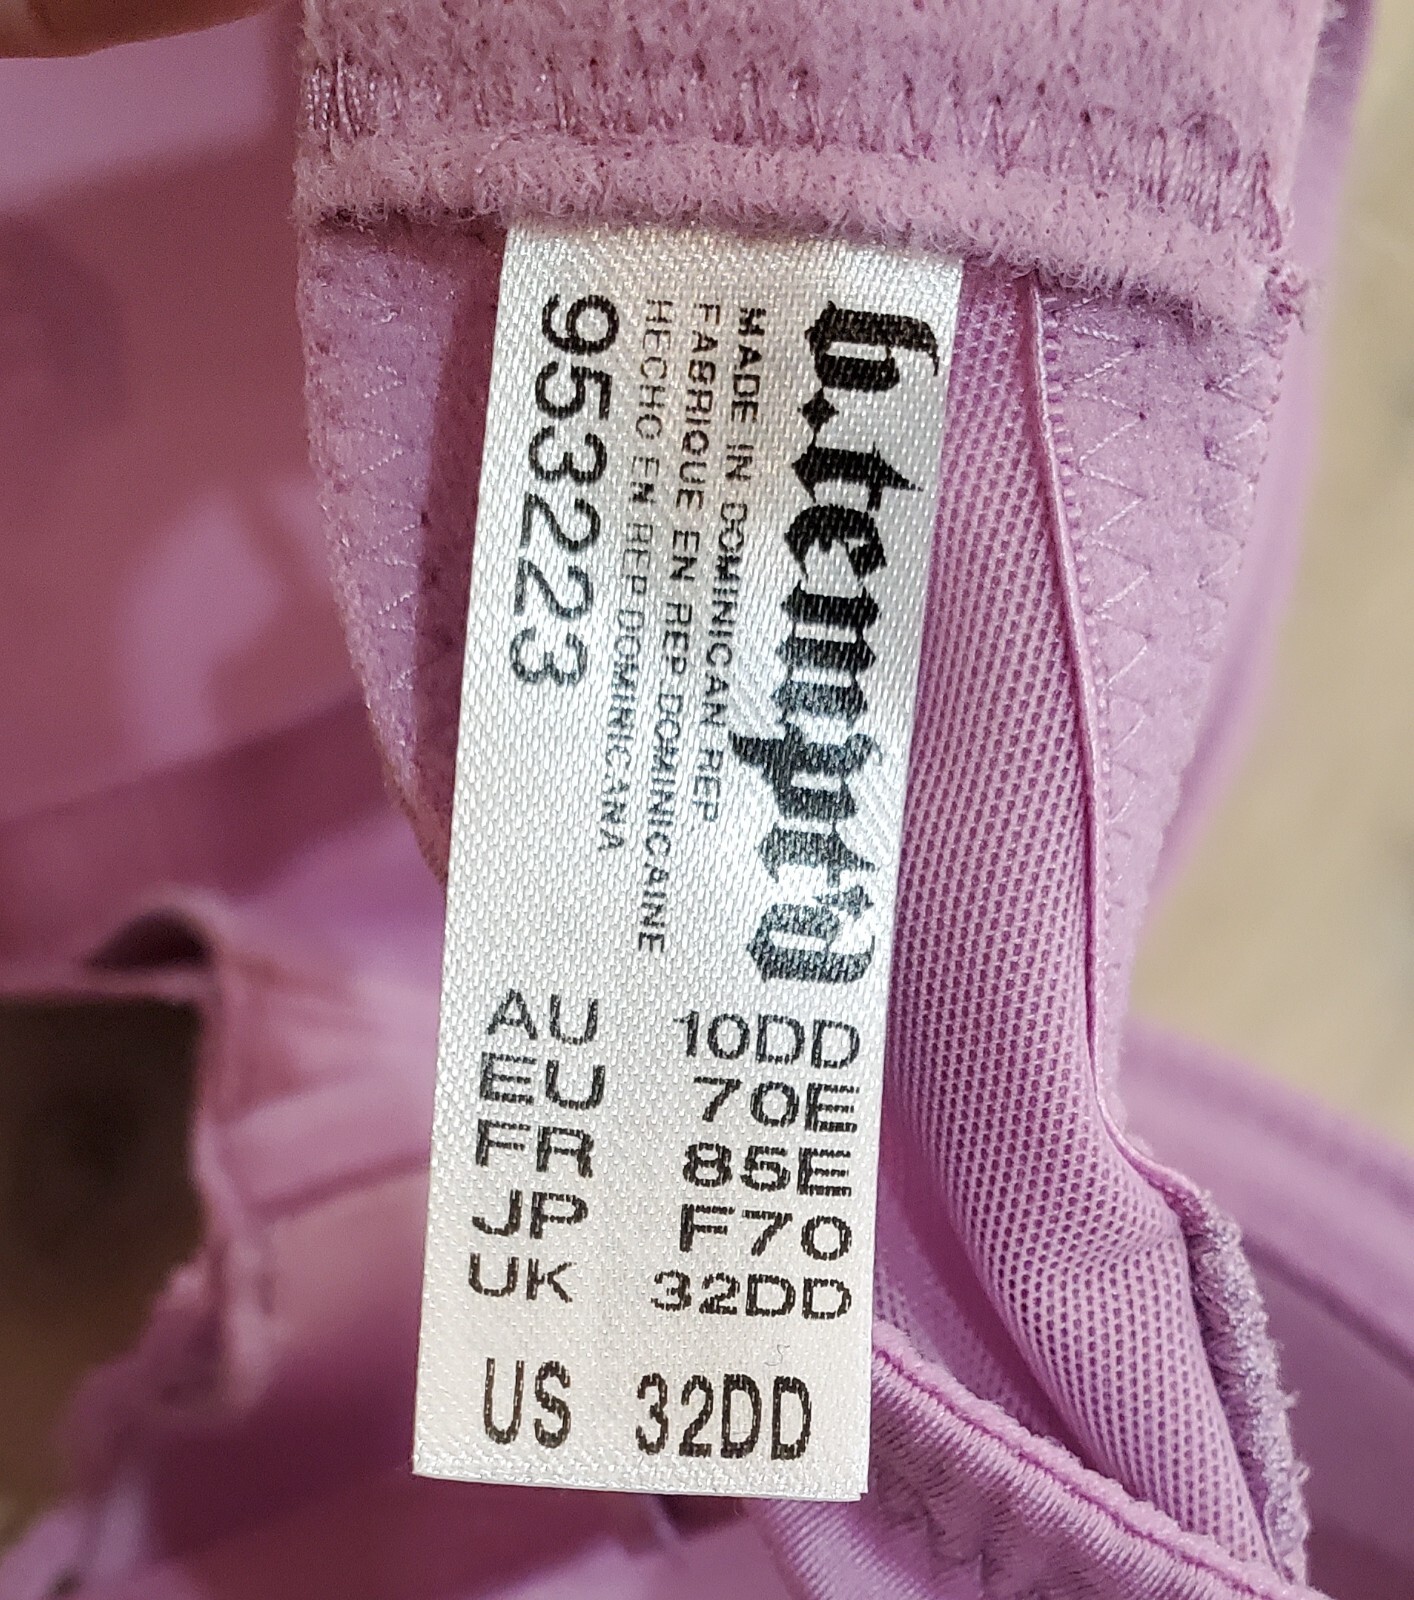 b.tempt'd
MADE IN DOMINICAN REP
FABRIQUE EN REP DOMINICAINE
HECHO EN REP DOMINICANA
953223
AU 10DD
EU 70E
FR 85E
JP F70
UK 32DD
US 32DD